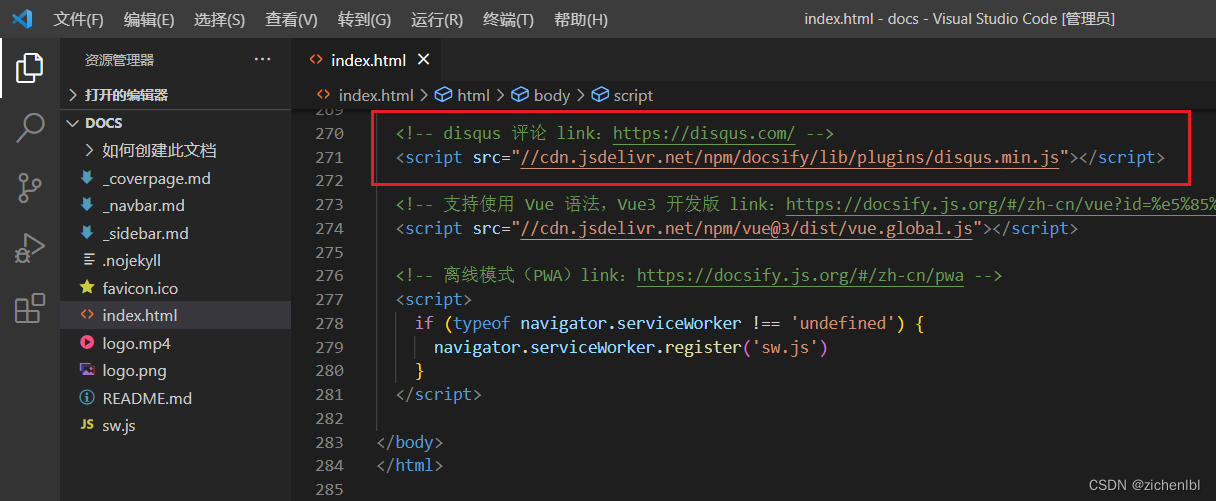 文件(F) 编辑(E) 选择(S) 查看(V) 转到(G) 运行(R) 终端(T) 帮助(H) index.html - docs - Visual Studio Code [管理员]
资源管理器 ···
打开的编辑器
DOCS
如何创建此文档
_coverpage.md
_navbar.md
_sidebar.md
.nojekyll
favicon.ico
index.html
logo.mp4
logo.png
README.md
JS sw.js
index.html
index.html > html > body > script
269
270 <!-- disqus 评论 link：https://disqus.com/ -->
271 <script src="//cdn.jsdelivr.net/npm/docsify/lib/plugins/disqus.min.js"></script>
272
273 <!-- 支持使用 Vue 语法，Vue3 开发版 link：https://docsify.js.org/#/zh-cn/vue?id=%e5%85%
274 <script src="//cdn.jsdelivr.net/npm/vue@3/dist/vue.global.js"></script>
275
276 <!-- 离线模式（PWA）link：https://docsify.js.org/#/zh-cn/pwa -->
277 <script>
278 if (typeof navigator.serviceWorker !== 'undefined') {
279 navigator.serviceWorker.register('sw.js')
280 }
281 </script>
282
283 </body>
284 </html>
285
CSDN @zichenlbl